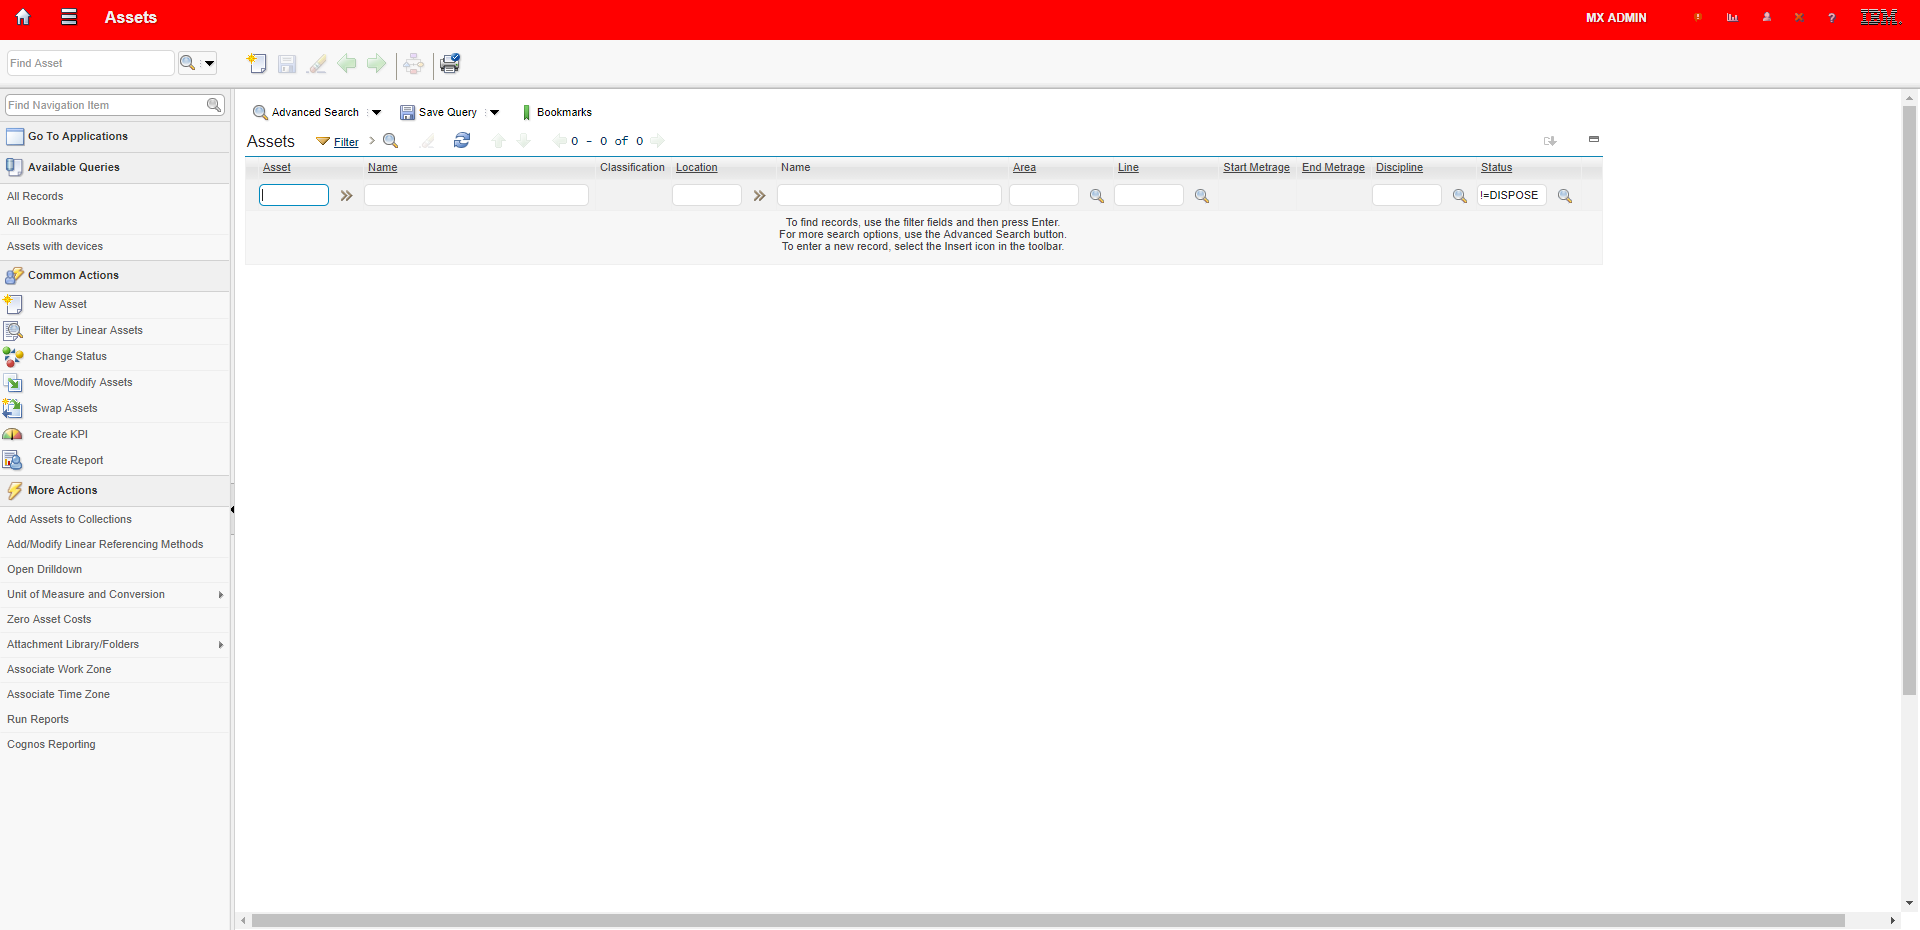 Assets
MX ADMIN
?
IBM.
Find Asset
Find Navigation Item
Go To Applications
Available Queries
All Records
All Bookmarks
Assets with devices
Common Actions
New Asset
Filter by Linear Assets
Change Status
Move/Modify Assets
Swap Assets
Create KPI
Create Report
More Actions
Add Assets to Collections
Add/Modify Linear Referencing Methods
Open Drilldown
Unit of Measure and Conversion
Zero Asset Costs
Attachment Library/Folders
Associate Work Zone
Associate Time Zone
Run Reports
Cognos Reporting
Advanced Search
Save Query
Bookmarks
Assets Filter 0 - 0 of 0
Asset Name Classification Location Name Area Line Start Metrage End Metrage Discipline Status
!=DISPOSE
To find records, use the filter fields and then press Enter.
For more search options, use the Advanced Search button.
To enter a new record, select the Insert icon in the toolbar.